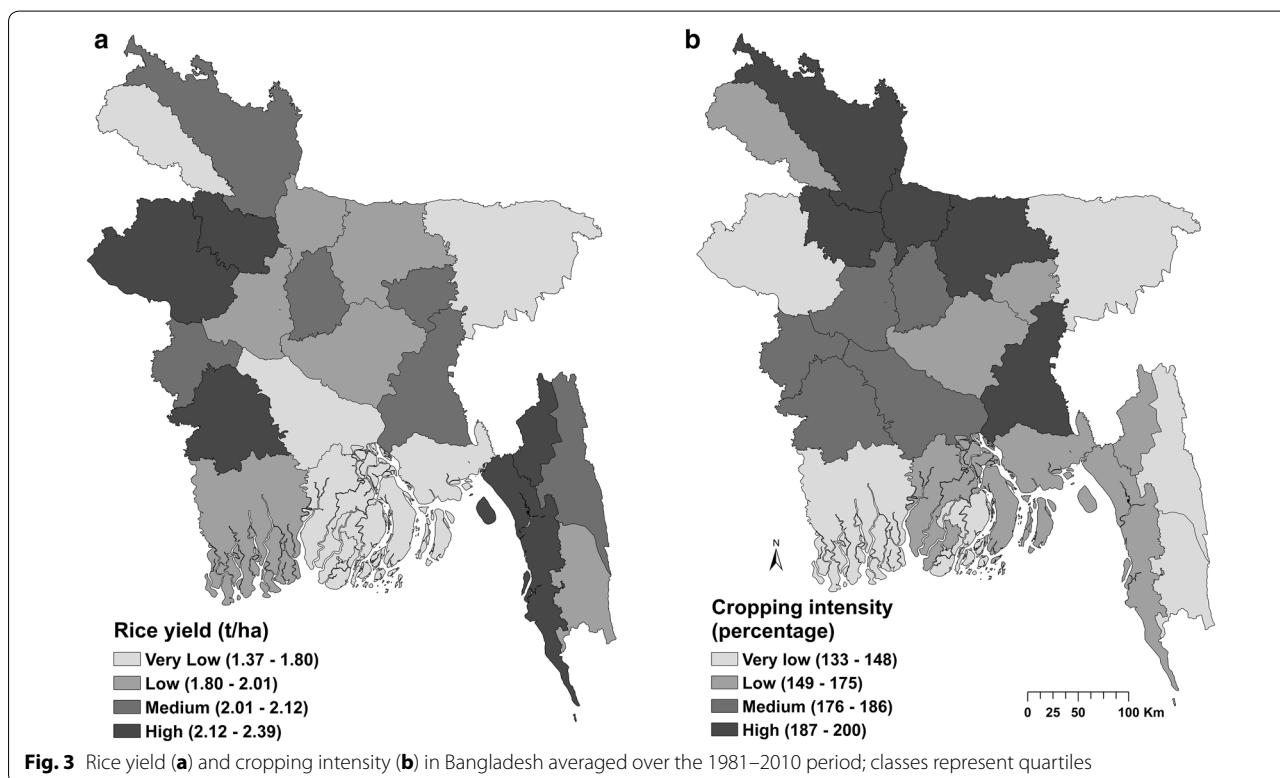 a
Rice yield (t/ha)
Very Low (1.37 - 1.80)
Low (1.80 - 2.01)
Medium (2.01 - 2.12)
High (2.12 - 2.39)
b
N
Cropping intensity
(percentage)
Very low (133 - 148)
Low (149 - 175)
Medium (176 - 186)
High (187 - 200)
0 25 50 100 Km
Fig. 3 Rice yield (a) and cropping intensity (b) in Bangladesh averaged over the 1981–2010 period; classes represent quartiles